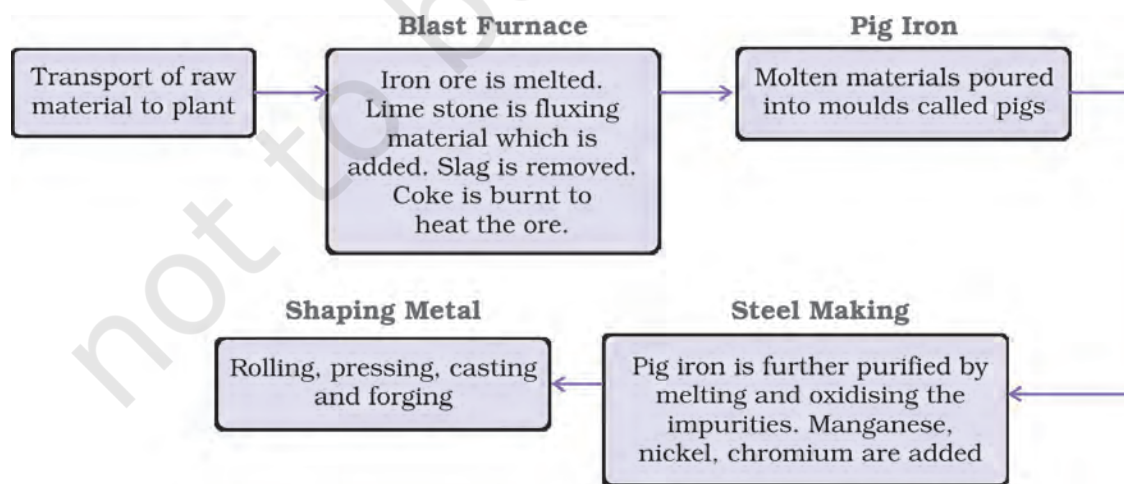 Blast Furnace
Pig Iron
Transport of raw
material to plant
Iron ore is melted.
Lime stone is fluxing
material which is
added. Slag is removed.
Coke is burnt to
heat the ore.
Molten materials poured
into moulds called pigs
Shaping Metal
Steel Making
Rolling, pressing, casting
and forging
Pig iron is further purified by
melting and oxidising the
impurities. Manganese,
nickel, chromium are added
not to b